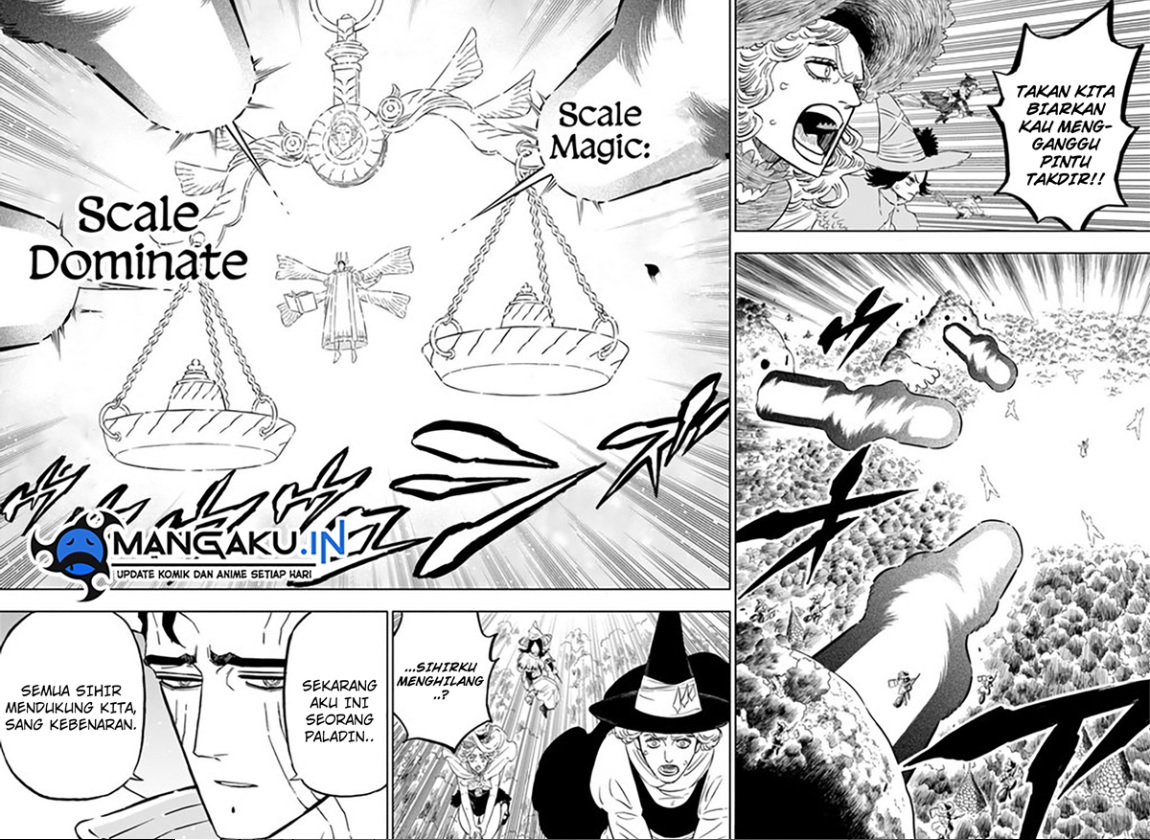 TAKAN KITA
BIARKAN
KAU MENG-
GANGGU
PINTU
TAKDIR!!
Scale
Magic:
Scale
Dominate
MANGAKU.IN
UPDATE KOMIK DAN ANIME SETIAP HARI
...SIHIRKU
MENGHILANG
..?
SEKARANG
AKU INI
SEORANG
PALADIN..
SEMUA SIHIR
MENDUKUNG KITA,
SANG KEBENARAN.